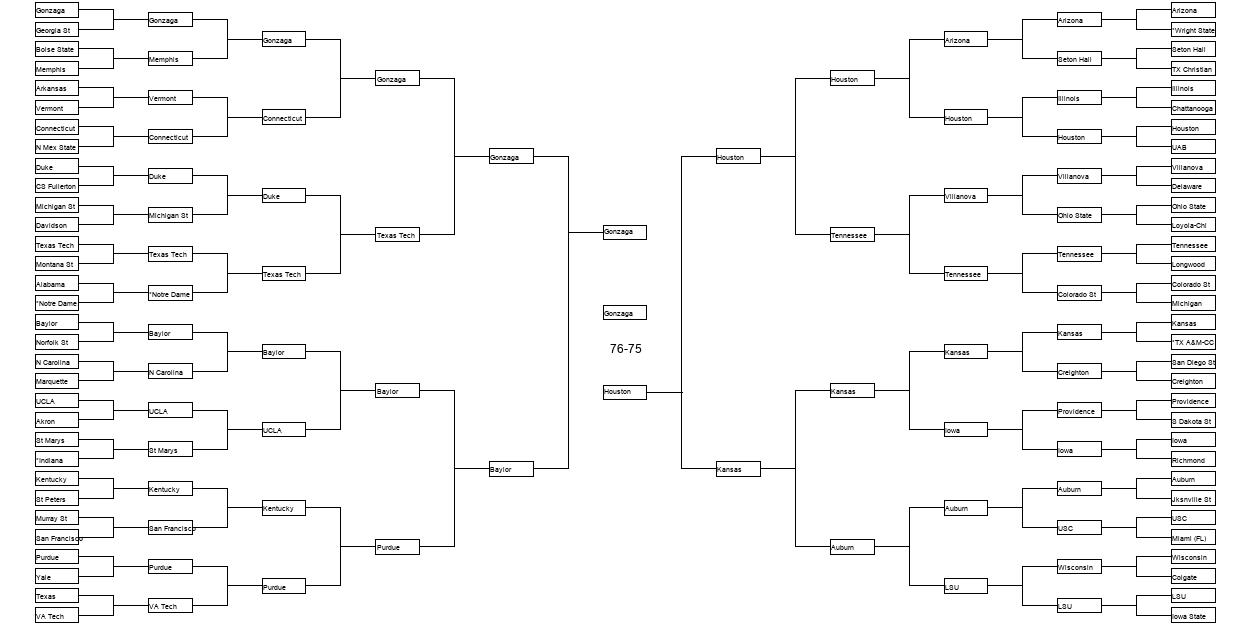 Gonzaga
Georgia St
Boise State
Memphis
Arkansas
Vermont
Connecticut
N Mex State
Duke
CS Fullerton
Michigan St
Davidson
Texas Tech
Montana St
Alabama
*Notre Dame
Baylor
Norfolk St
N Carolina
Marquette
UCLA
Akron
St Marys
*Indiana
Kentucky
St Peters
Murray St
San Francisco
Purdue
Yale
Texas
VA Tech
Gonzaga
Memphis
Vermont
Connecticut
Duke
Michigan St
Texas Tech
*Notre Dame
Baylor
N Carolina
UCLA
St Marys
Kentucky
San Francisco
Purdue
VA Tech
Gonzaga
Connecticut
Duke
Texas Tech
Baylor
UCLA
Kentucky
Purdue
Gonzaga
Texas Tech
Baylor
Purdue
Gonzaga
Baylor
Gonzaga
Gonzaga
76-75
Houston
Houston
Kansas
Houston
Tennessee
Kansas
Auburn
Arizona
Houston
Villanova
Tennessee
Kansas
Iowa
Auburn
LSU
Arizona
Seton Hall
Illinois
Houston
Villanova
Ohio State
Tennessee
Colorado St
Kansas
Creighton
Providence
Iowa
Auburn
USC
Wisconsin
LSU
Arizona
*Wright State
Seton Hall
TX Christian
Illinois
Chattanooga
Houston
UAB
Villanova
Delaware
Ohio State
Loyola-Chi
Tennessee
Longwood
Colorado St
Michigan
Kansas
*TX A&M-CC
San Diego St
Creighton
Providence
S Dakota St
Iowa
Richmond
Auburn
Jksnville St
USC
Miami (FL)
Wisconsin
Colgate
LSU
Iowa State